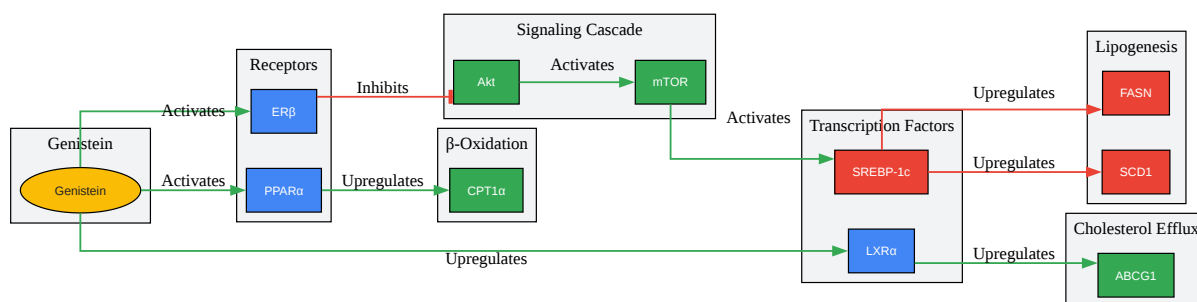 Signaling Cascade
Lipogenesis
Receptors
Activates
Akt
mTOR
FASN
Inhibits
Upregulates
ERβ
Activates
Activates
Transcription Factors
Genistein
β-Oxidation
SREBP-1c
Upregulates
SCD1
Genistein
Activates
PPARα
Upregulates
CPT1α
Cholesterol Efflux
LXRα
Upregulates
Upregulates
ABCG1